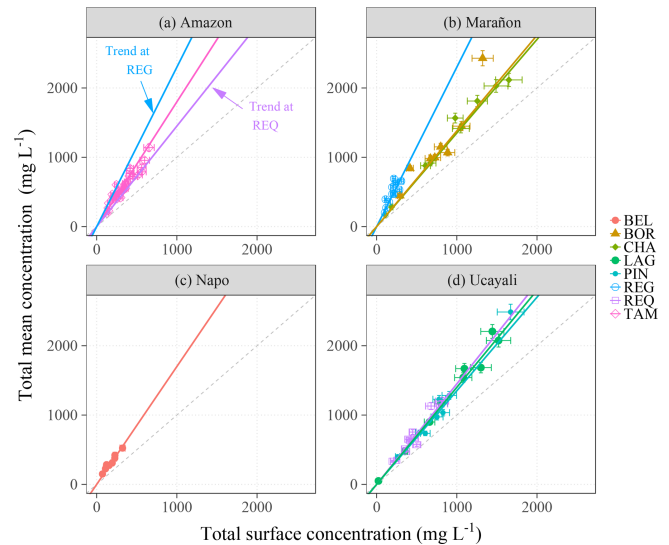 (a) Amazon
(b) Marañon
Trend at
REG
Trend at
REQ
2000
1000
0
0
1000
2000
0
1000
2000
(c) Napo
(d) Ucayali
2000
1000
0
0
1000
2000
0
1000
2000
Total mean concentration (mg L-1)
Total surface concentration (mg L-1)
BEL
BOR
CHA
LAG
PIN
REG
REQ
TAM